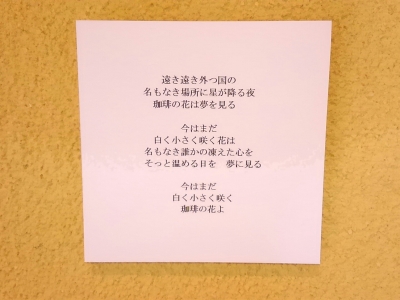 遠き遠き外つ国の
名もなき場所に星が降る夜
珈琲の花は夢を見る
今はまだ
白く小さく咲く花は
名もなき誰かの凍えた心を
そっと温める日を　夢に見る
今はまだ
白く小さく咲く
珈琲の花よ